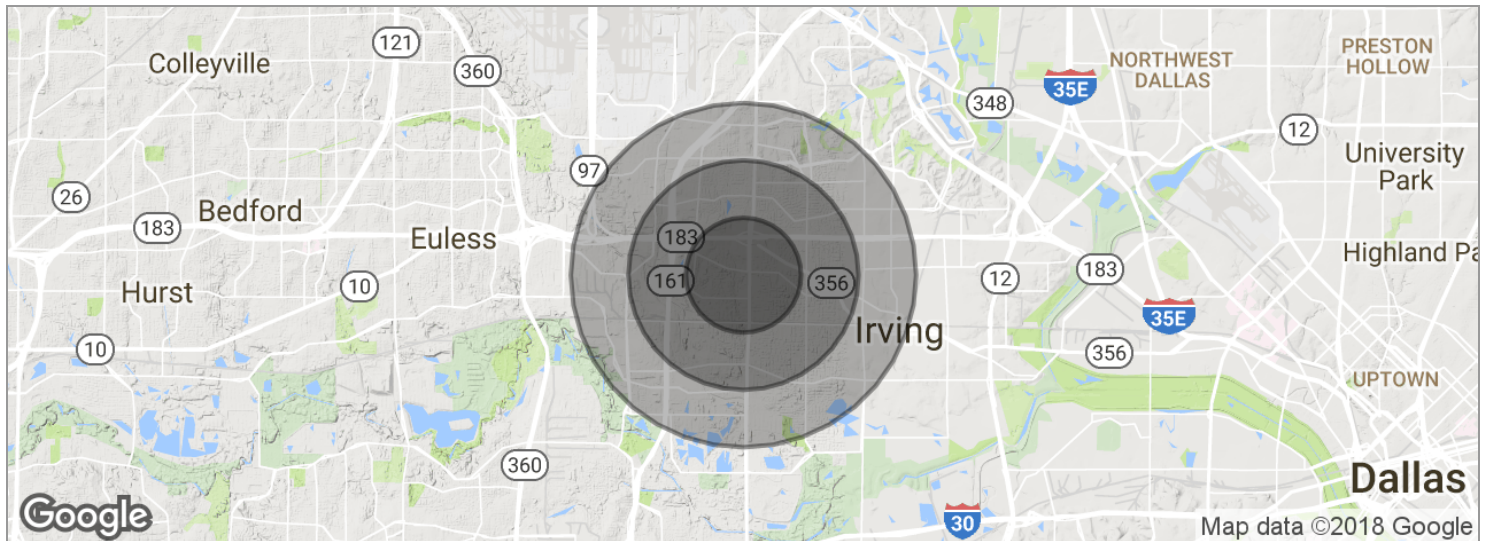 Colleyville
121
360
NORTHWEST
DALLAS
PRESTON
HOLLOW
35E
348
12
97
University
Park
26
183
Bedford
Euless
183
Highland Pa
161
356
12
183
Hurst
10
Irving
35E
10
356
UPTOWN
360
Dallas
30
Google
Map data ©2018 Google